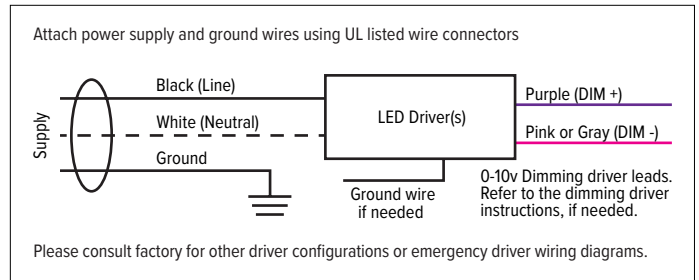 Attach power supply and ground wires using UL listed wire connectors
Supply
Black (Line)
White (Neutral)
Ground
LED Driver(s)
Ground wire
if needed
Purple (DIM +)
Pink or Gray (DIM -)
0-10v Dimming driver leads.
Refer to the dimming driver
instructions, if needed.
Please consult factory for other driver configurations or emergency driver wiring diagrams.